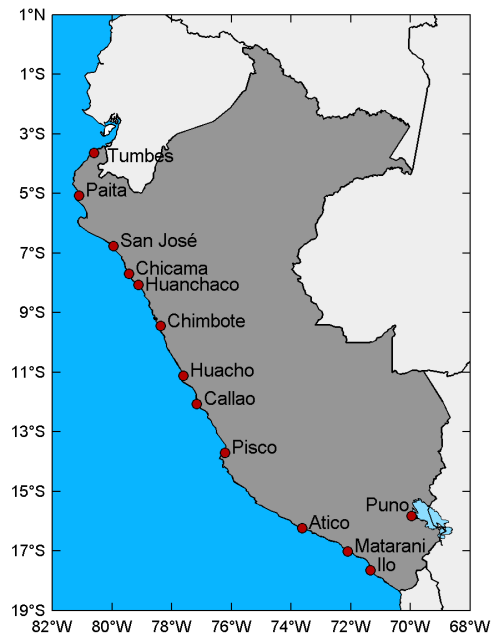 1°N
1°S
3°S
Tumbes
Paita
5°S
San José
7°S
Chicama
Huanchaco
9°S
Chimbote
Huacho
11°S
Callao
13°S
Pisco
15°S
Puno
Atico
Matarani
17°S
Ilo
19°S
82°W 80°W 78°W 76°W 74°W 72°W 70°W 68°W